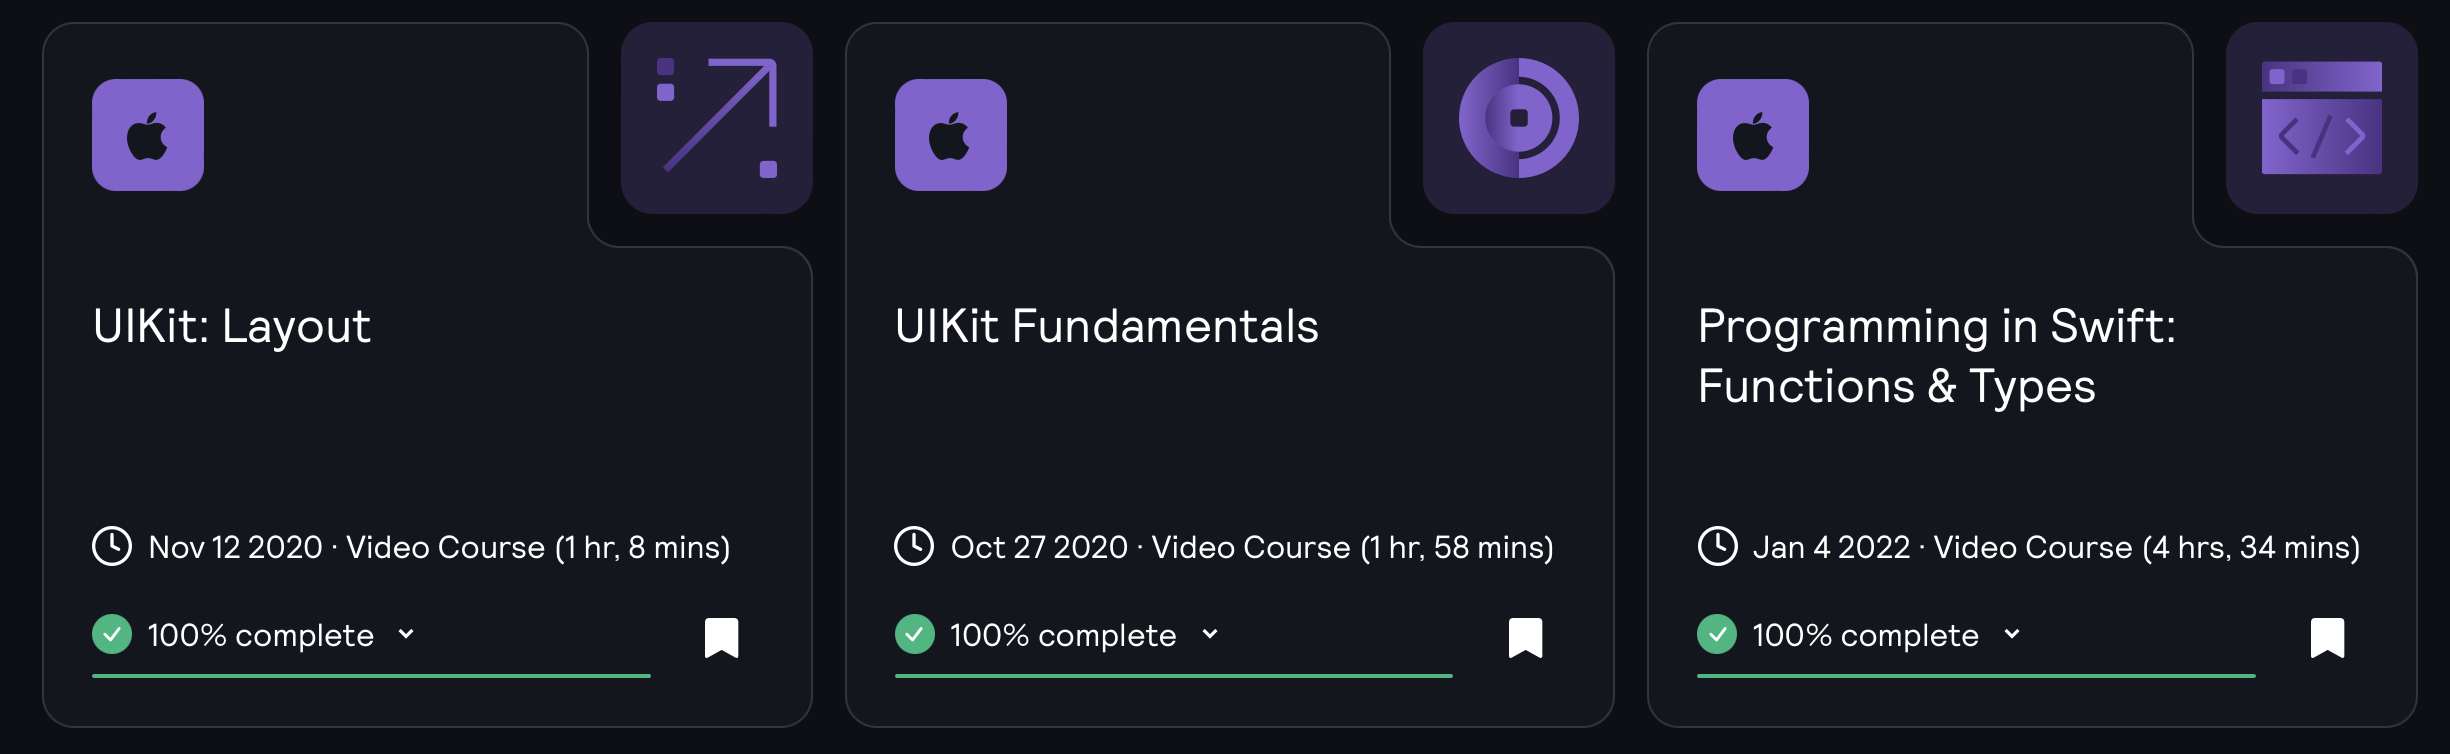 UIKit: Layout
Nov 12 2020 · Video Course (1 hr, 8 mins)
100% complete
UIKit Fundamentals
Oct 27 2020 · Video Course (1 hr, 58 mins)
100% complete
Programming in Swift:
Functions & Types
Jan 4 2022 · Video Course (4 hrs, 34 mins)
100% complete